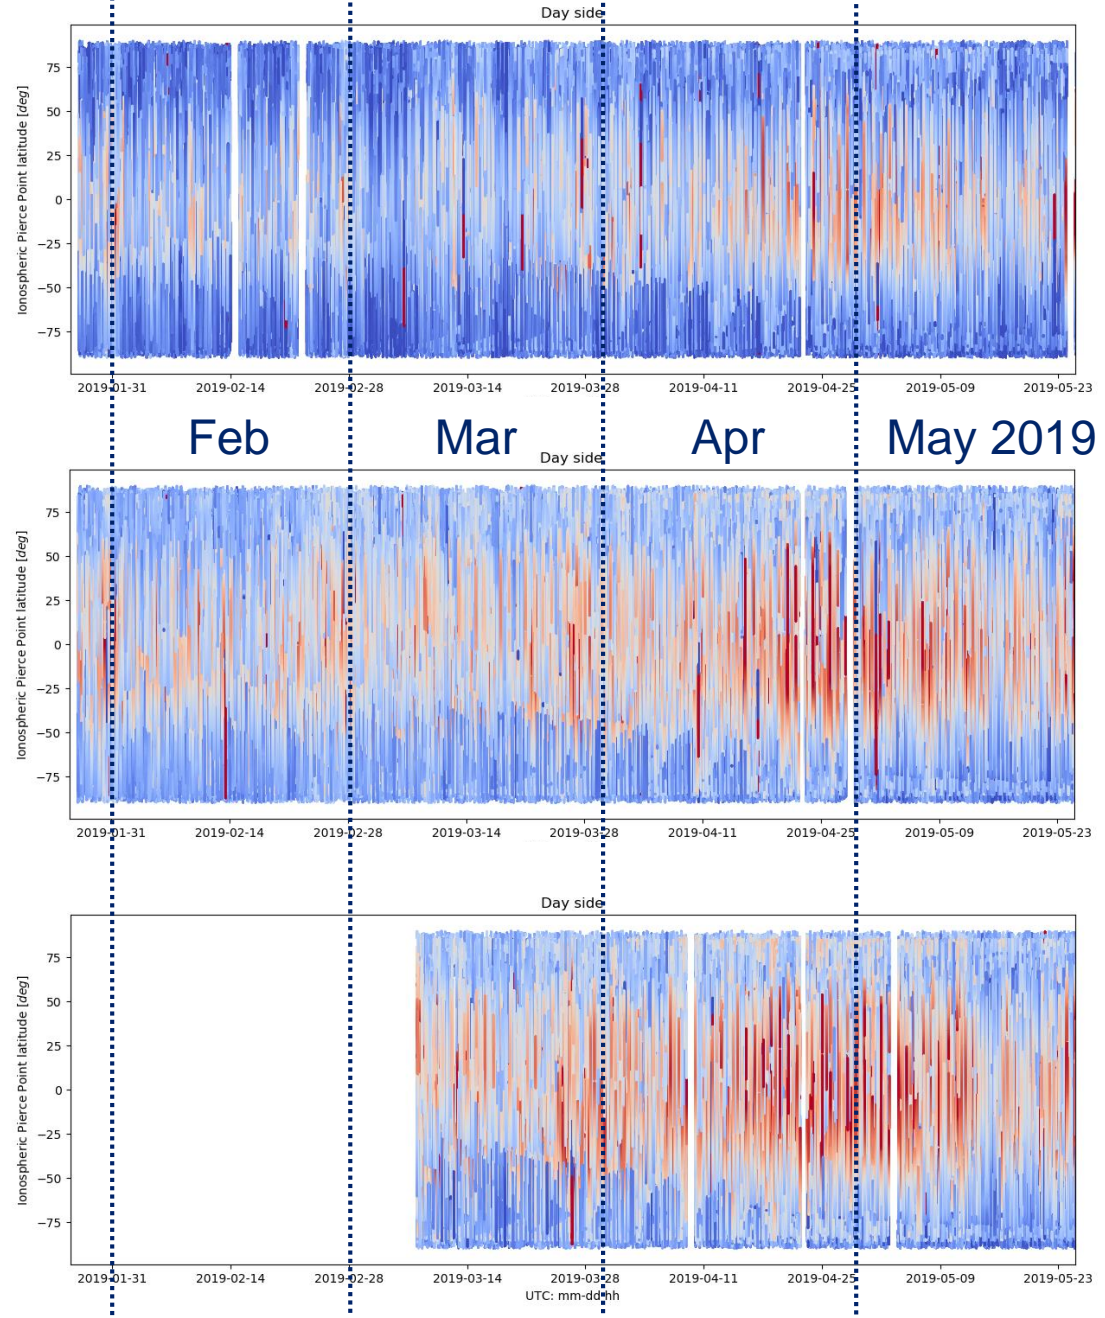 Day side
Ionospheric Pierce Point latitude [deg]
75
50
25
0
−25
−50
−75
2019-01-31 2019-02-14 2019-02-28 2019-03-14 2019-03-28 2019-04-11 2019-04-25 2019-05-09 2019-05-23
Feb Mar Apr May 2019
Day side
Ionospheric Pierce Point latitude [deg]
75
50
25
0
−25
−50
−75
2019-01-31 2019-02-14 2019-02-28 2019-03-14 2019-03-28 2019-04-11 2019-04-25 2019-05-09 2019-05-23
Day side
Ionospheric Pierce Point latitude [deg]
75
50
25
0
−25
−50
−75
2019-01-31 2019-02-14 2019-02-28 2019-03-14 2019-03-28 2019-04-11 2019-04-25 2019-05-09 2019-05-23
UTC: mm-dd-hh